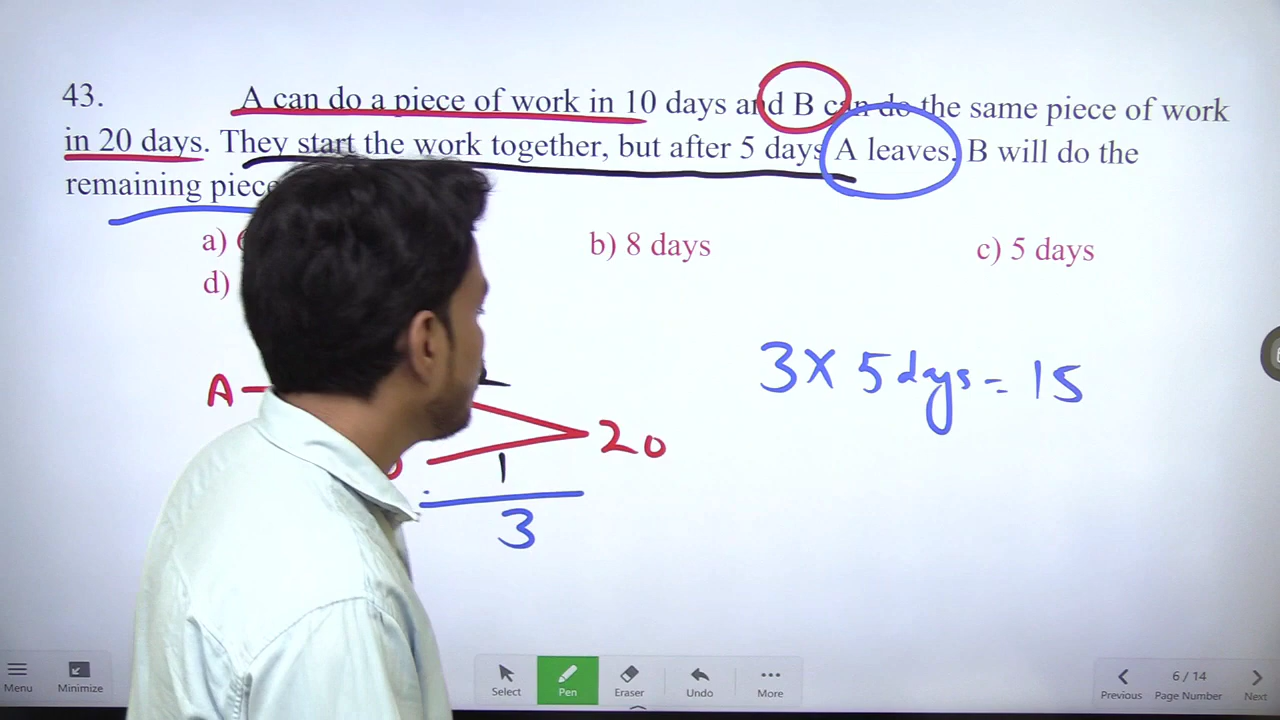 43. A can do a piece of work in 10 days and B can do the same piece of work
in 20 days. They start the work together, but after 5 days A leaves. B will do the
remaining piece
a) b) 8 days c) 5 days
d)
3 X 5 days = 15
A
20
1
3
Menu Minimize Select Pen Eraser Undo More Previous 6 / 14 Page Number Next